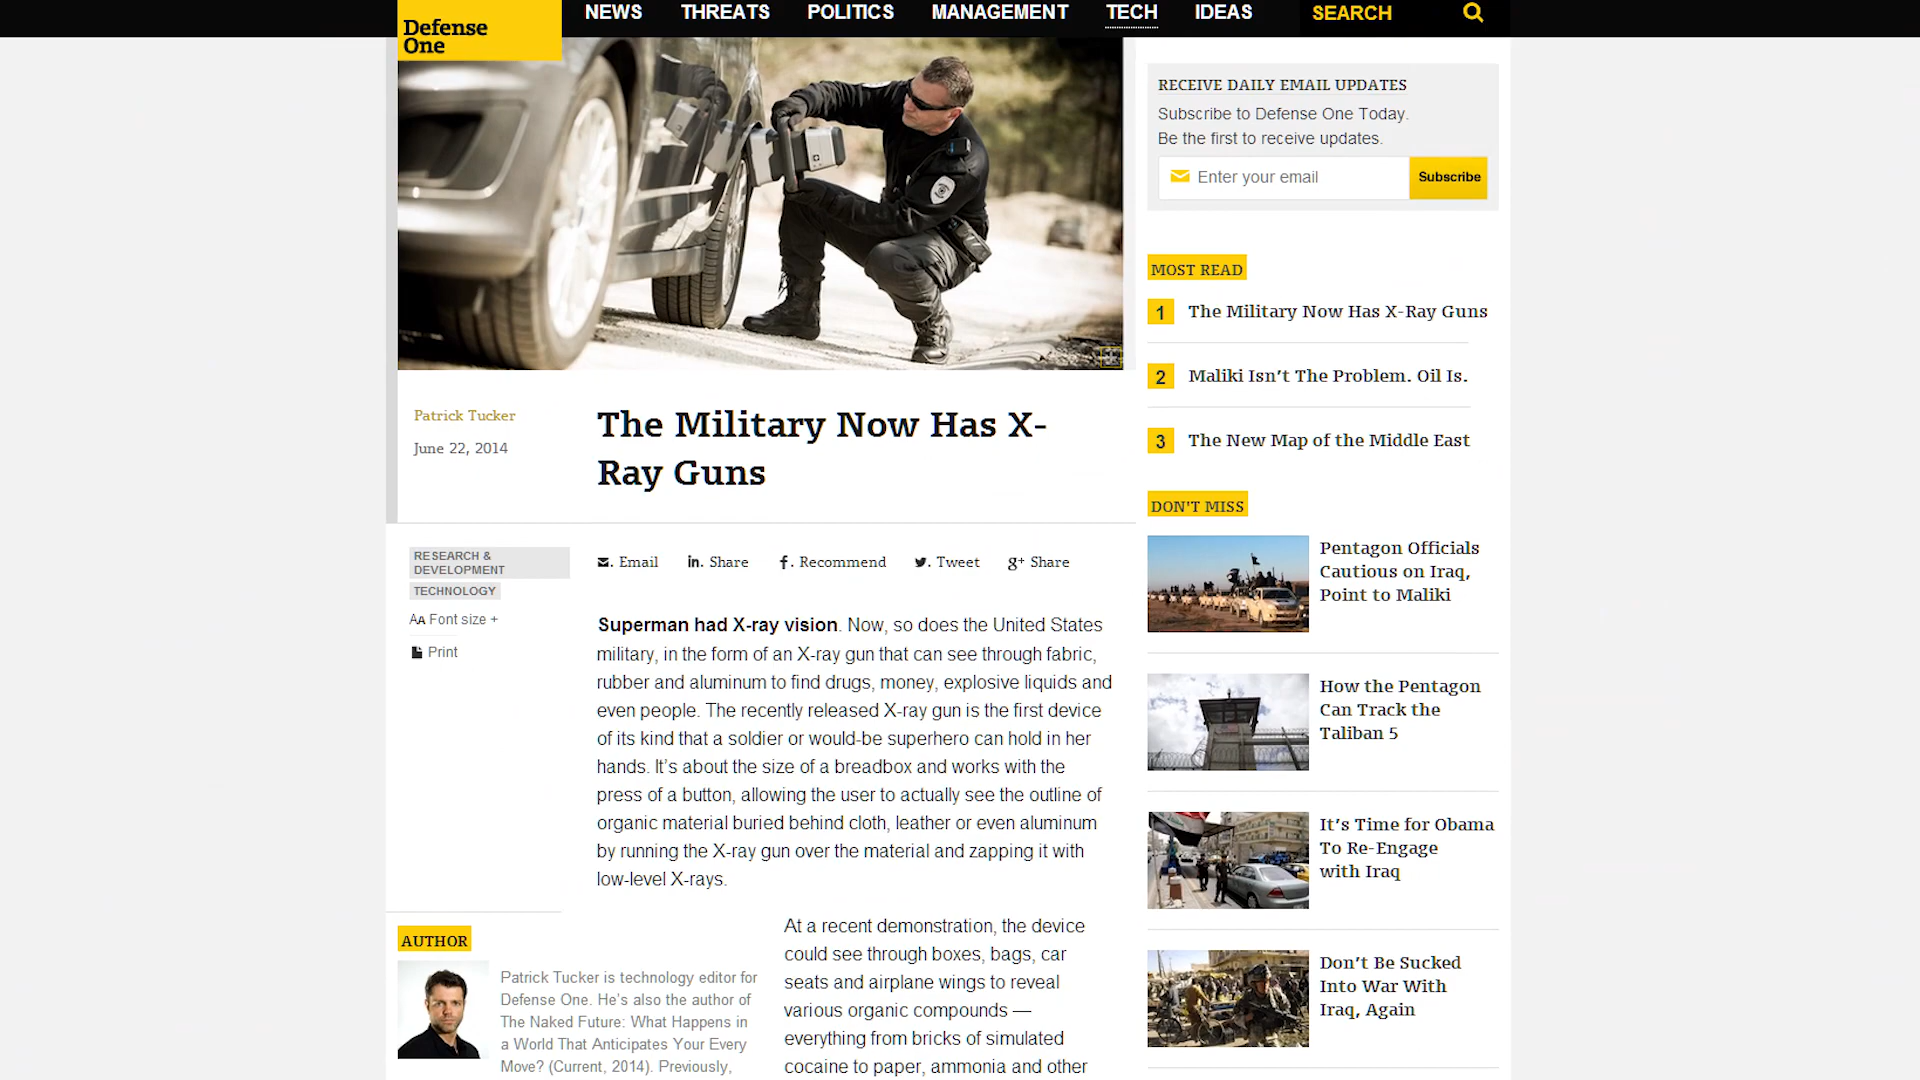 Defense
One
NEWS
THREATS
POLITICS
MANAGEMENT
TECH
IDEAS
SEARCH
Patrick Tucker
June 22, 2014
The Military Now Has X-
Ray Guns
RESEARCH &
DEVELOPMENT
TECHNOLOGY
AA Font size +
Print
Email
in. Share
f. Recommend
Tweet
g+ Share
Superman had X-ray vision. Now, so does the United States
military, in the form of an X-ray gun that can see through fabric,
rubber and aluminum to find drugs, money, explosive liquids and
even people. The recently released X-ray gun is the first device
of its kind that a soldier or would-be superhero can hold in her
hands. It's about the size of a breadbox and works with the
press of a button, allowing the user to actually see the outline of
organic material buried behind cloth, leather or even aluminum
by running the X-ray gun over the material and zapping it with
low-level X-rays.
At a recent demonstration, the device
could see through boxes, bags, car
seats and airplane wings to reveal
various organic compounds —
everything from bricks of simulated
cocaine to paper, ammonia and other
AUTHOR
Patrick Tucker is technology editor for
Defense One. He's also the author of
The Naked Future: What Happens in
a World That Anticipates Your Every
Move? (Current, 2014). Previously,
RECEIVE DAILY EMAIL UPDATES
Subscribe to Defense One Today.
Be the first to receive updates.
Enter your email
Subscribe
MOST READ
1 The Military Now Has X-Ray Guns
2 Maliki Isn't The Problem. Oil Is.
3 The New Map of the Middle East
DON'T MISS
Pentagon Officials
Cautious on Iraq,
Point to Maliki
How the Pentagon
Can Track the
Taliban 5
It's Time for Obama
To Re-Engage
with Iraq
Don't Be Sucked
Into War With
Iraq, Again